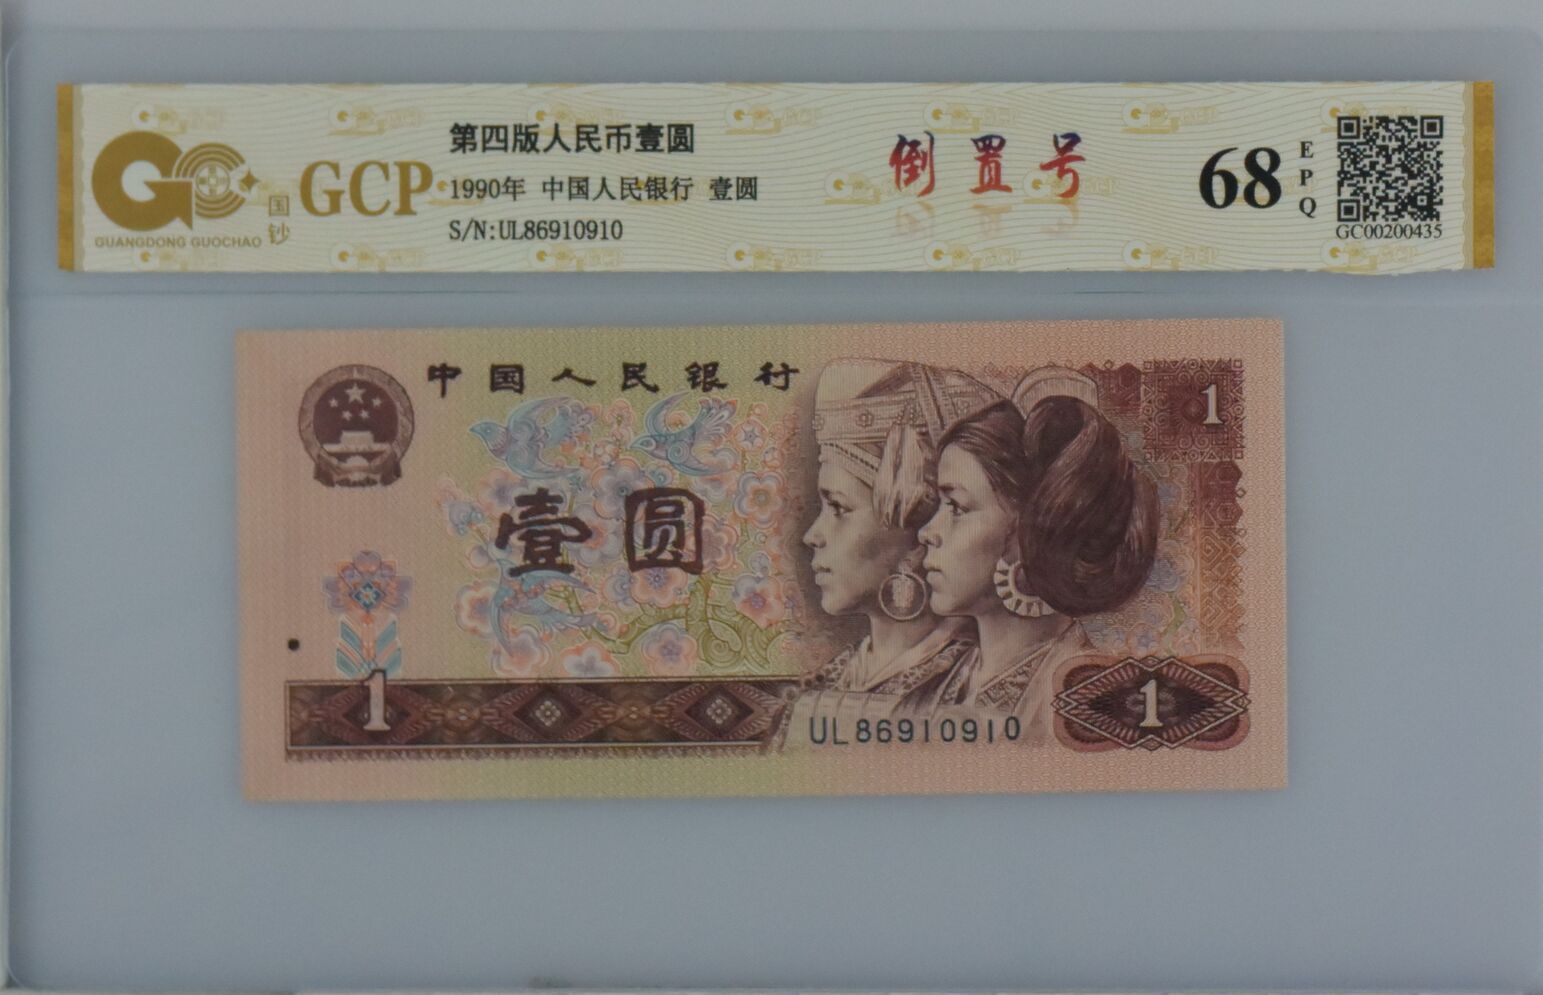 GCP
国钞
GUANGDONG GUOCHAO
第四版人民币壹圆
1990年 中国人民银行 壹圆
S/N:UL86910910
倒置号
68
EPQ
GC00200435
中国人民银行
1
壹圆
1
UL86910910
1